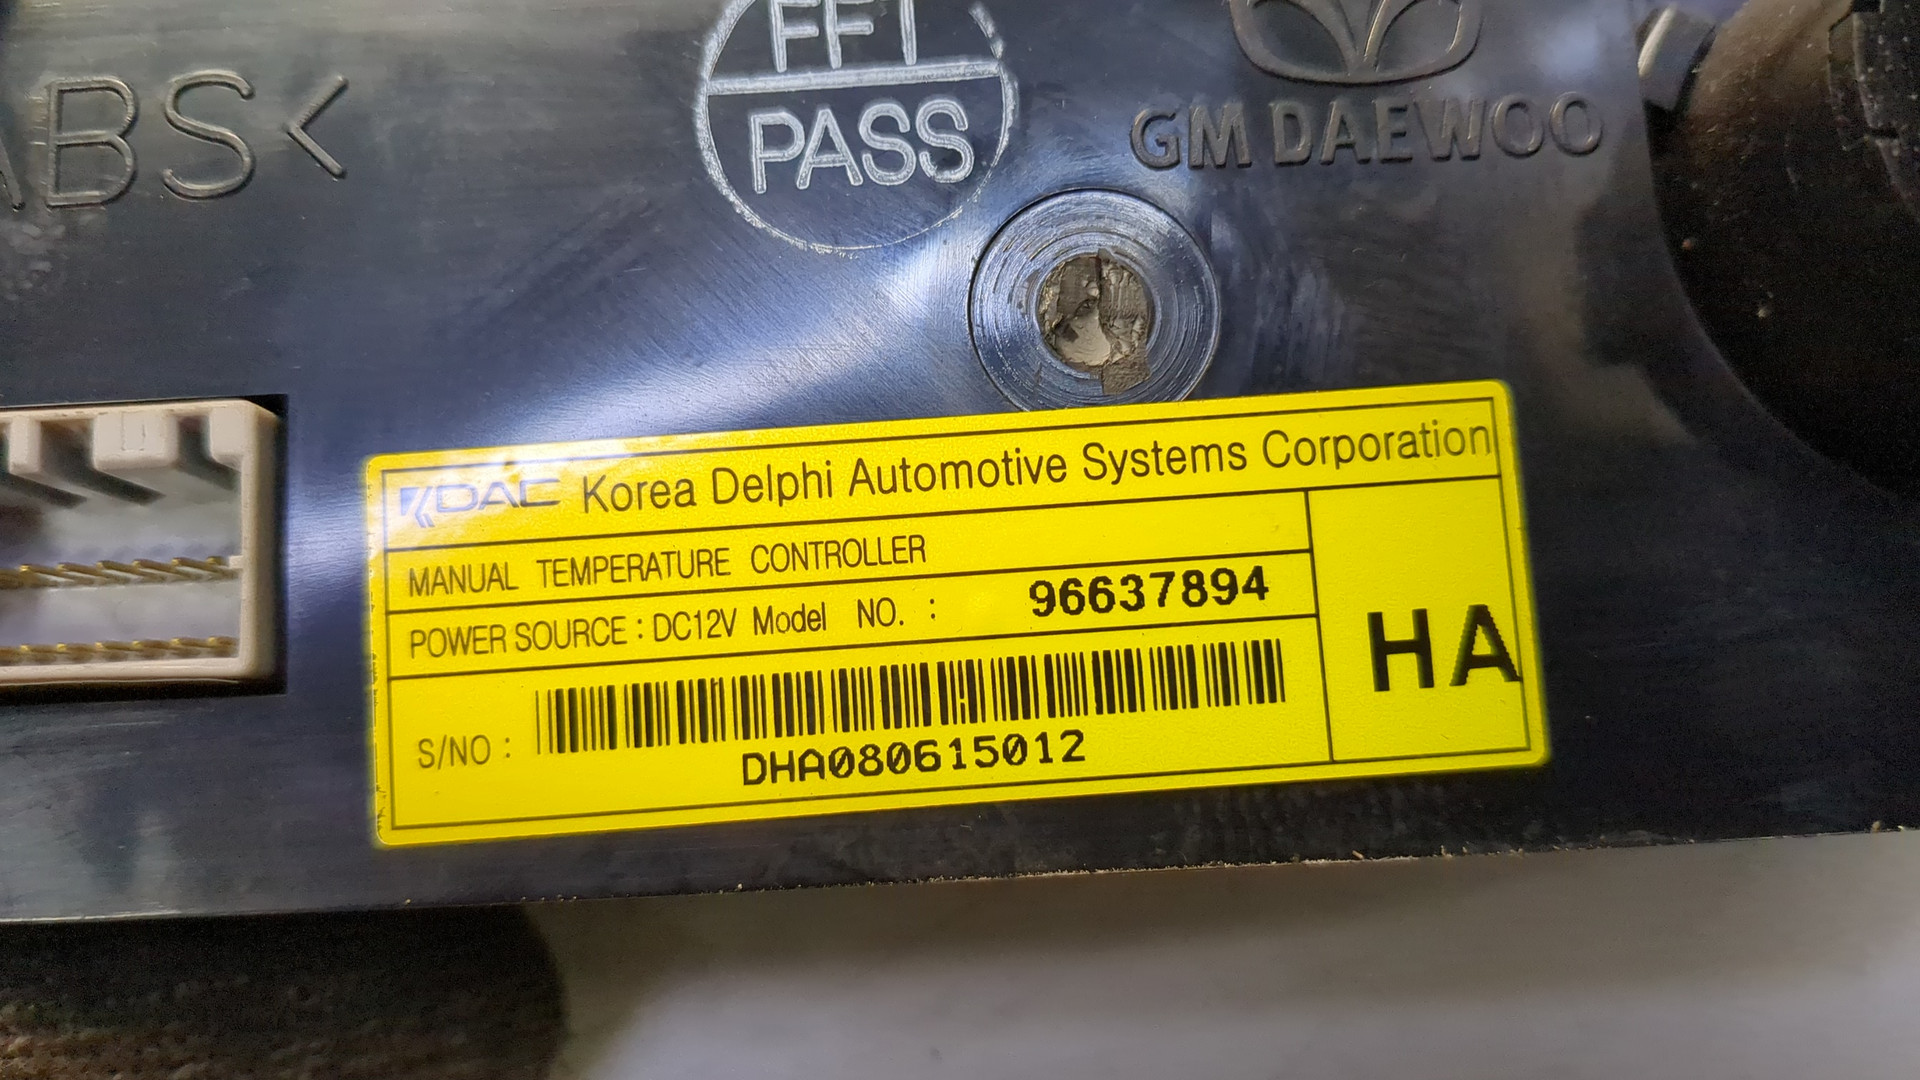 ABS<
FFT
PASS
GM DAEWOO
KDAC Korea Delphi Automotive Systems Corporation
MANUAL TEMPERATURE CONTROLLER
POWER SOURCE : DC12V Model NO. : 96637894
HA
S/NO :
DHA080615012